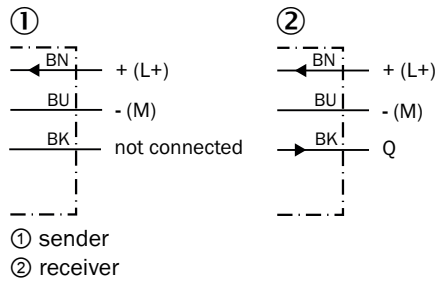 ① ②
BN + (L+) BN + (L+)
BU - (M) BU - (M)
BK not connected BK Q
① sender
② receiver